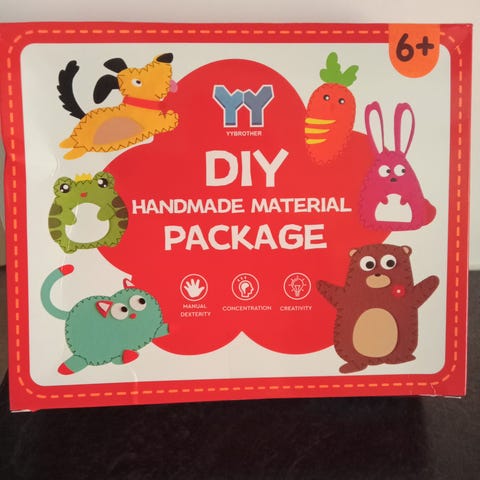 6+
YY
YYBROTHER
DIY
HANDMADE MATERIAL
PACKAGE
MANUAL
DEXTERITY
CONCENTRATION
CREATIVITY